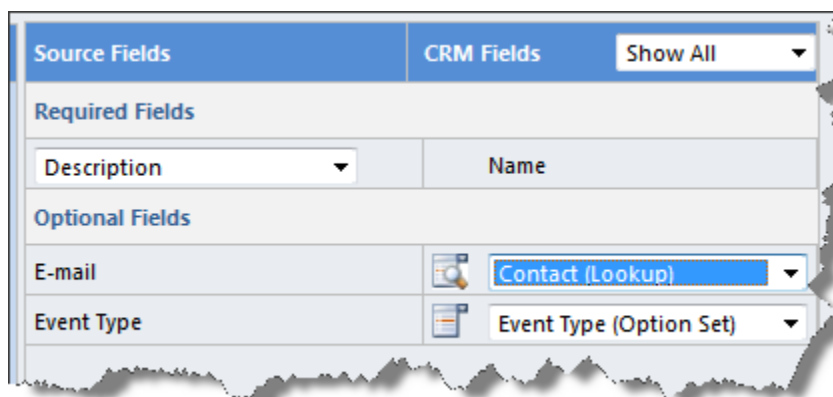 Source Fields CRM Fields Show All
Required Fields
Description Name
Optional Fields
E-mail Contact (Lookup)
Event Type Event Type (Option Set)